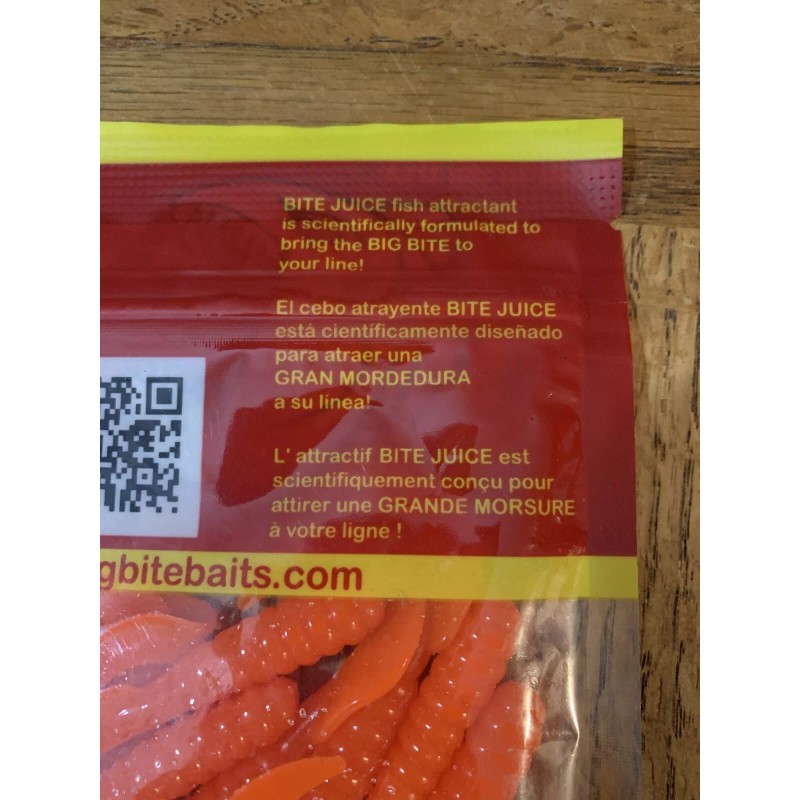 BITE JUICE fish attractant
is scientifically formulated to
bring the BIG BITE to
your line!
El cebo atrayente BITE JUICE
está científicamente diseñado
para atraer una
GRAN MORDEDURA
a su línea!
L' attractif BITE JUICE est
scientifiquement conçu pour
attirer une GRANDE MORSURE
à votre ligne !
gbitebaits.com